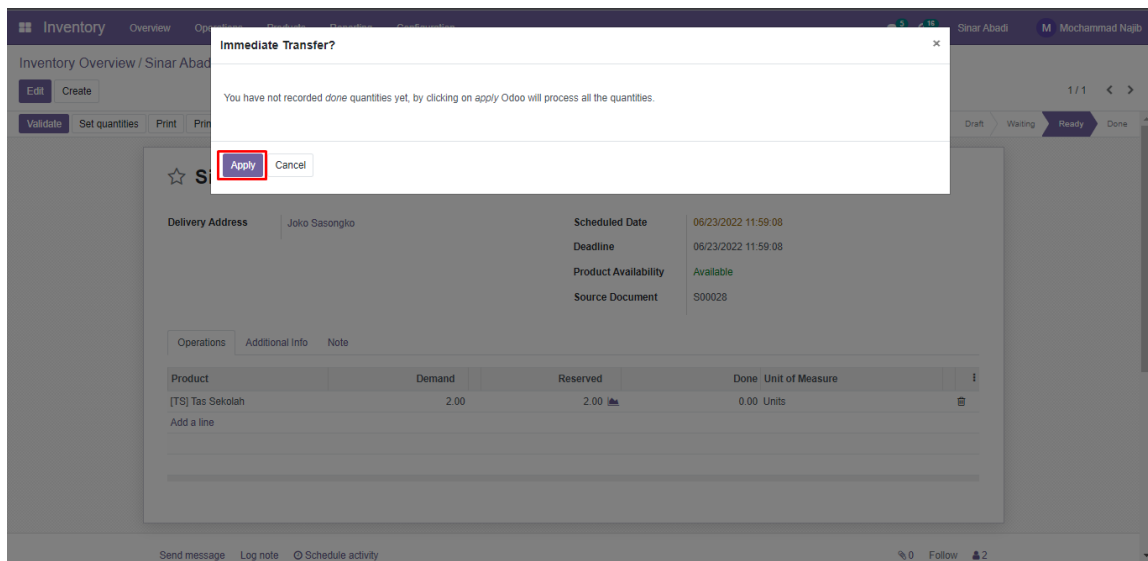 Inventory Overview Configuration 5 16 Sinar Abadi M Mochammad Najib
Immediate Transfer? ×
Inventory Overview / Sinar Abad
Edit Create 1 / 1
You have not recorded done quantities yet, by clicking on apply Odoo will process all the quantities.
Validate Set quantities Print Draft Waiting Ready Done
Apply Cancel
Delivery Address Joko Sasongko
Scheduled Date 06/23/2022 11:59:08
Deadline 06/23/2022 11:59:08
Product Availability Available
Source Document S00028
Operations Additional Info Note
Product Demand Reserved Done Unit of Measure
[TS] Tas Sekolah 2.00 2.00 0.00 Units
Add a line
Send message Log note Schedule activity 0 Follow 2